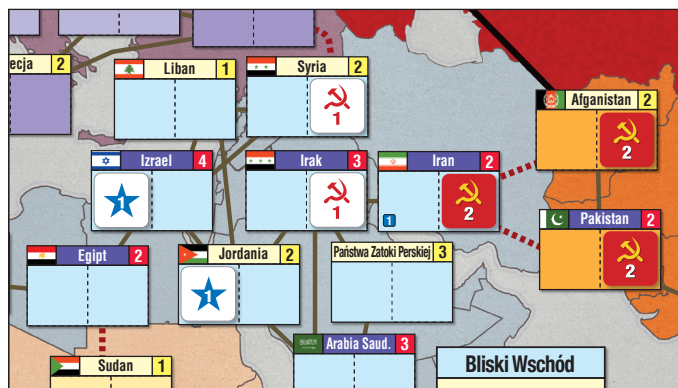 ecja 2
Liban 1
Syria 2
1
Afganistan 2
2
Izrael 4
1
Irak 3
1
Iran 2
1 2
Pakistan 2
2
Egipt 2
Jordania 2
1
Państwa Zatoki Perskiej 3
Arabia Saud. 3
Sudan 1
Bliski Wschód